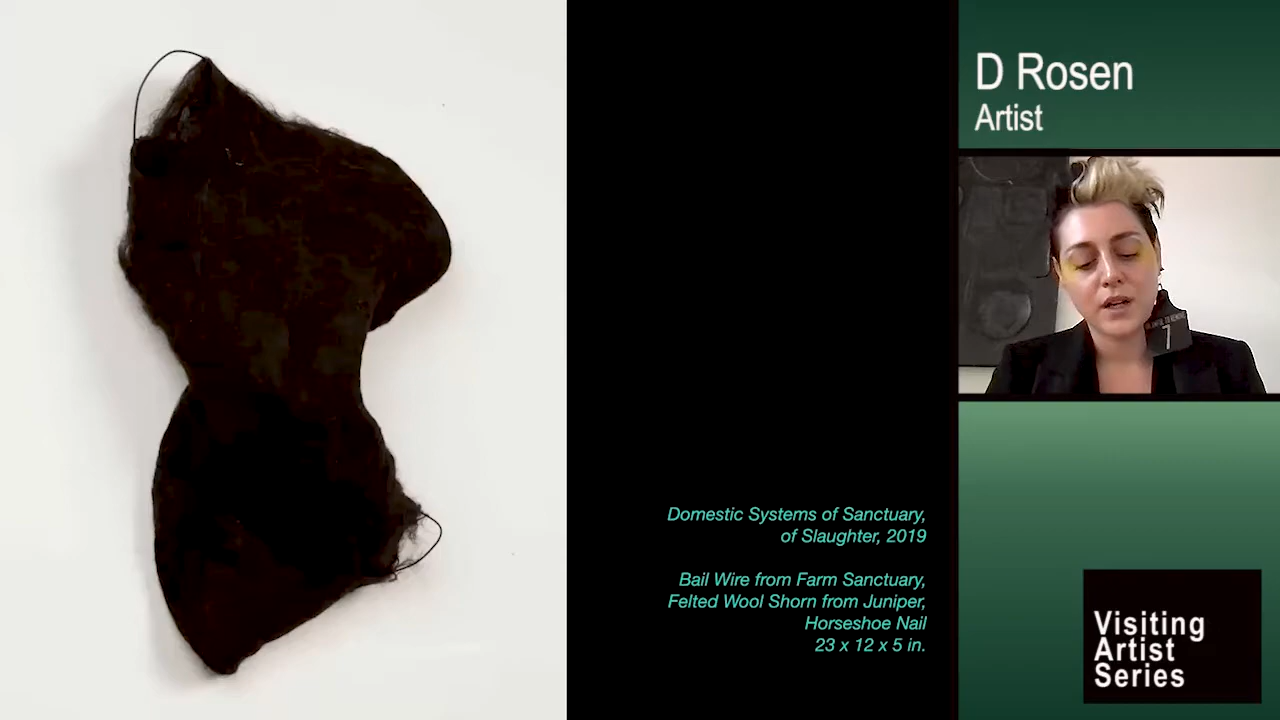 D Rosen
Artist
7
Domestic Systems of Sanctuary,
of Slaughter, 2019
Bail Wire from Farm Sanctuary,
Felted Wool Shorn from Juniper,
Horseshoe Nail
23 x 12 x 5 in.
Visiting
Artist
Series